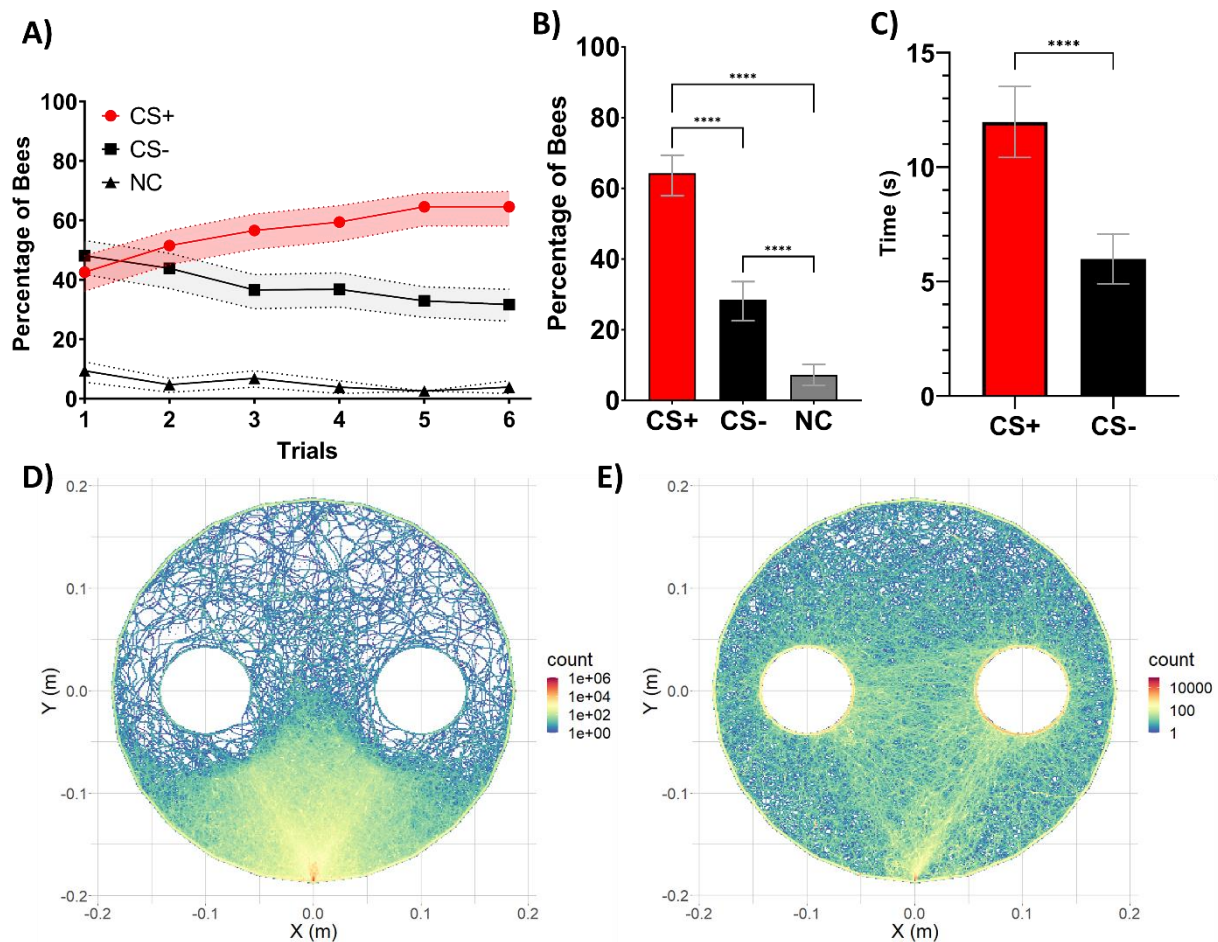 A)
Percentage of Bees
100
80
60
40
20
0
CS+
CS-
NC
1 2 3 4 5 6
Trials
B)
Percentage of Bees
100
80
60
40
20
0
****
****
****
CS+ CS- NC
C)
Time (s)
15
10
5
0
****
CS+ CS-
D)
Y (m)
0.2
0.1
0.0
-0.1
-0.2
-0.2 -0.1 0.0 0.1 0.2
X (m)
count
1e+06
1e+04
1e+02
1e+00
E)
Y (m)
0.2
0.1
0.0
-0.1
-0.2
-0.2 -0.1 0.0 0.1 0.2
X (m)
count
10000
100
1